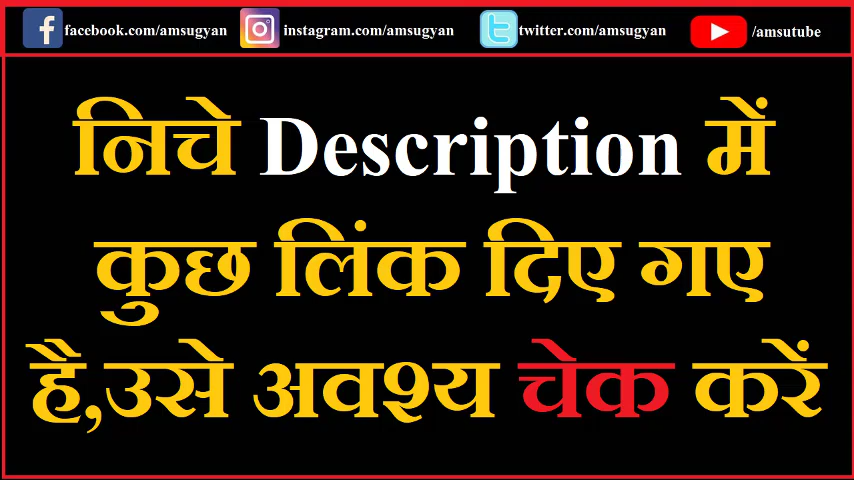 facebook.com/amsugyan instagram.com/amsugyan twitter.com/amsugyan /amsutube
निचे Description में
कुछ लिंक दिए गए
है,उसे अवश्य चेक करें